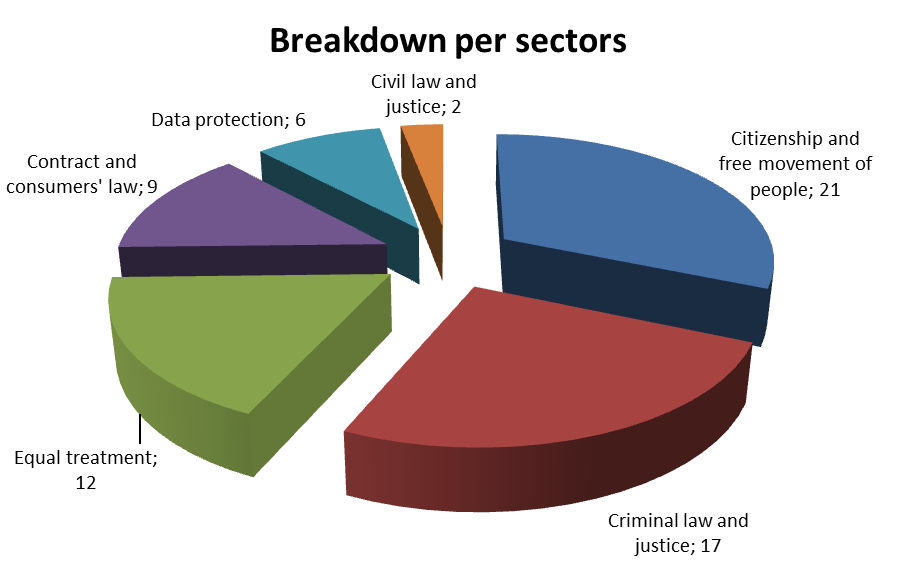 Breakdown per sectors
Civil law and
justice; 2
Data protection; 6
Citizenship and
free movement of
people; 21
Contract and
consumers' law; 9
Equal treatment;
12
Criminal law and
justice; 17